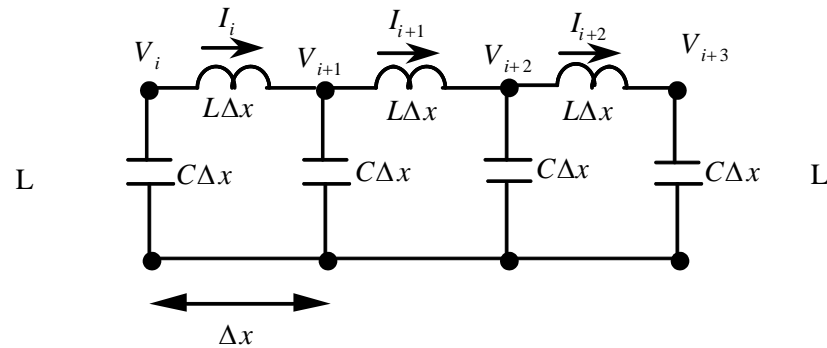 I_i I_{i+1} I_{i+2}
V_i V_{i+1} V_{i+2} V_{i+3}
LΔx LΔx LΔx
L CΔx CΔx CΔx CΔx L
Δx